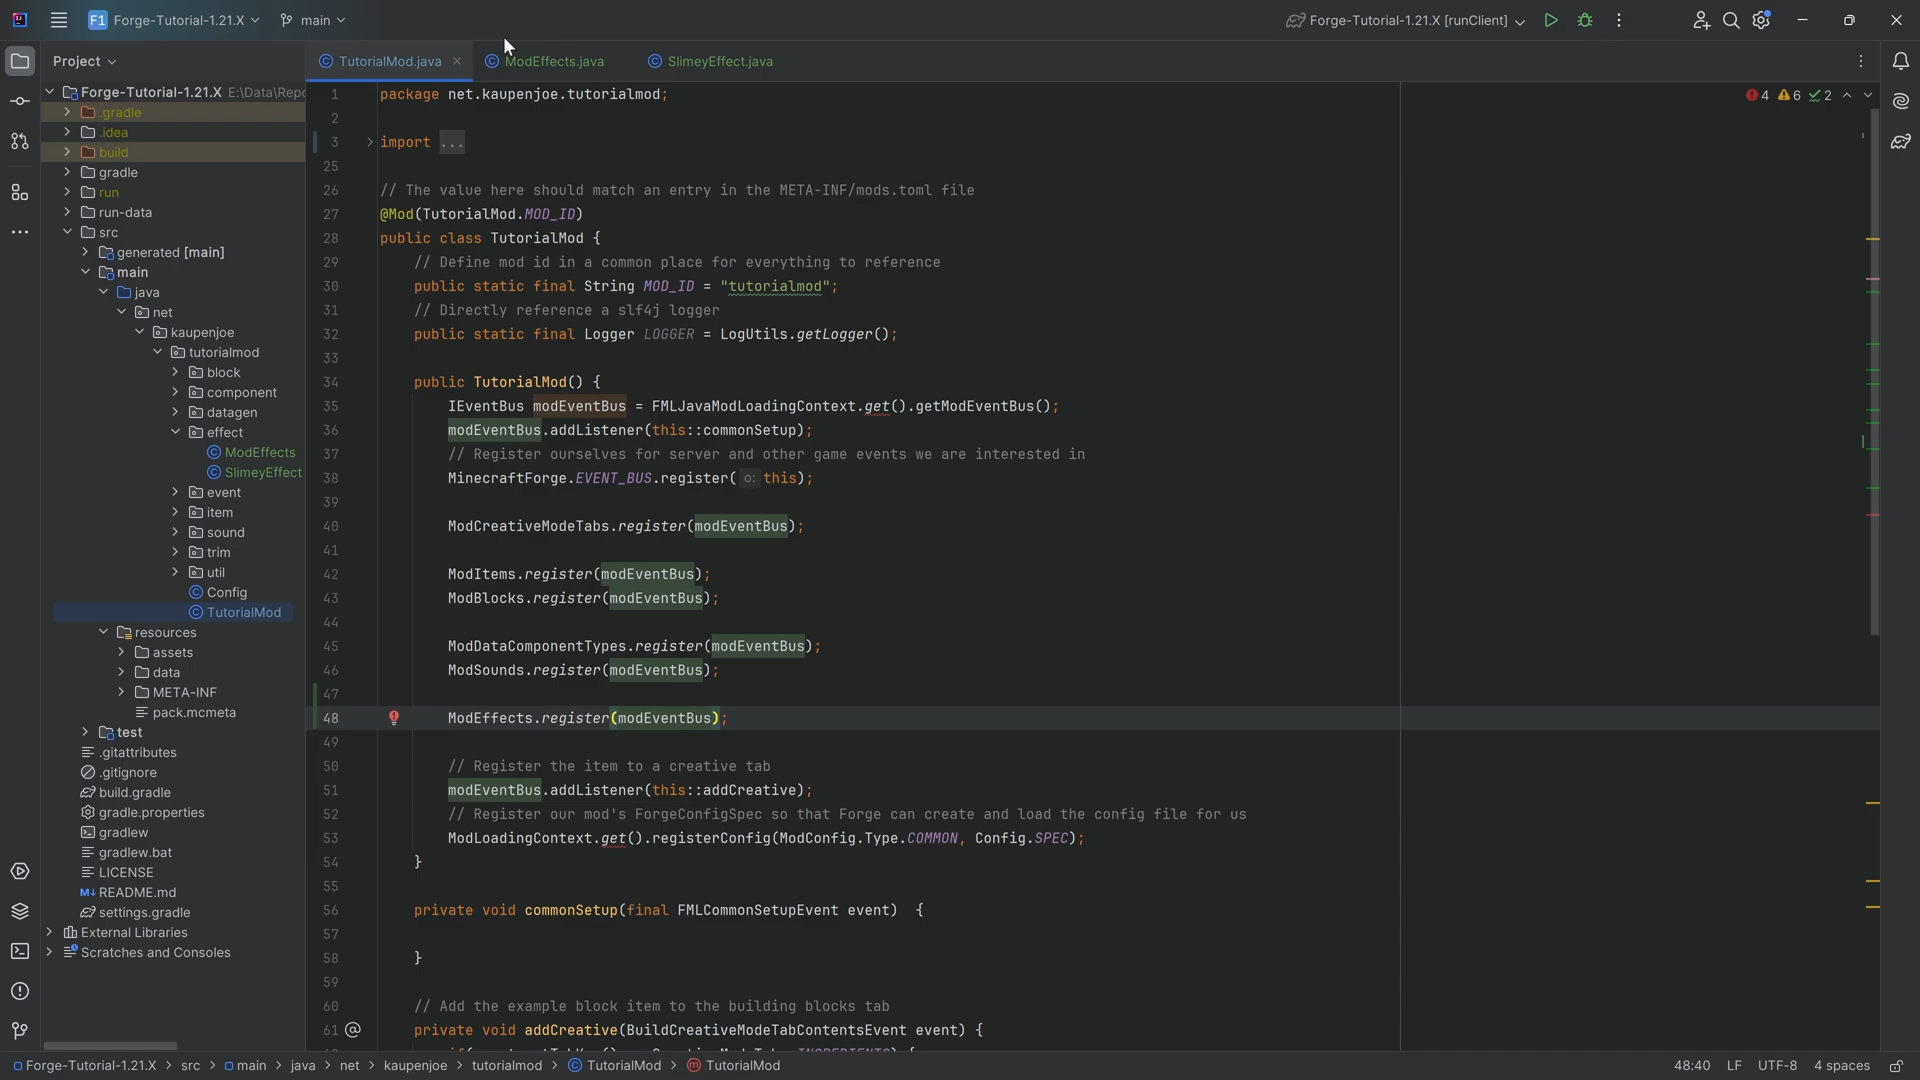 F1 Forge-Tutorial-1.21.X main Forge-Tutorial-1.21.X [runClient]
Project
TutorialMod.java ModEffects.java SlimeyEffect.java
Forge-Tutorial-1.21.X E:\Data\Repo
.gradle
.idea
build
gradle
run
run-data
src
generated [main]
main
java
net
kaupenjoe
tutorialmod
block
component
datagen
effect
ModEffects
SlimeyEffect
event
item
sound
trim
util
Config
TutorialMod
resources
assets
data
META-INF
pack.mcmeta
test
.gitattributes
.gitignore
build.gradle
gradle.properties
gradlew
gradlew.bat
LICENSE
README.md
settings.gradle
External Libraries
Scratches and Consoles
4 6 2
1 package net.kaupenjoe.tutorialmod;
2
3 import ...
25
26 // The value here should match an entry in the META-INF/mods.toml file
27 @Mod(TutorialMod.MOD_ID)
28 public class TutorialMod {
29 // Define mod id in a common place for everything to reference
30 public static final String MOD_ID = "tutorialmod";
31 // Directly reference a slf4j logger
32 public static final Logger LOGGER = LogUtils.getLogger();
33
34 public TutorialMod() {
35 IEventBus modEventBus = FMLJavaModLoadingContext.get().getModEventBus();
36 modEventBus.addListener(this::commonSetup);
37 // Register ourselves for server and other game events we are interested in
38 MinecraftForge.EVENT_BUS.register( o: this);
39
40 ModCreativeModeTabs.register(modEventBus);
41
42 ModItems.register(modEventBus);
43 ModBlocks.register(modEventBus);
44
45 ModDataComponentTypes.register(modEventBus);
46 ModSounds.register(modEventBus);
47
48 ModEffects.register(modEventBus);
49
50 // Register the item to a creative tab
51 modEventBus.addListener(this::addCreative);
52 // Register our mod's ForgeConfigSpec so that Forge can create and load the config file for us
53 ModLoadingContext.get().registerConfig(ModConfig.Type.COMMON, Config.SPEC);
54 }
55
56 private void commonSetup(final FMLCommonSetupEvent event) {
57
58 }
59
60 // Add the example block item to the building blocks tab
61 private void addCreative(BuildCreativeModeTabContentsEvent event) {
Forge-Tutorial-1.21.X > src > main > java > net > kaupenjoe > tutorialmod > TutorialMod > TutorialMod 48:40 LF UTF-8 4 spaces